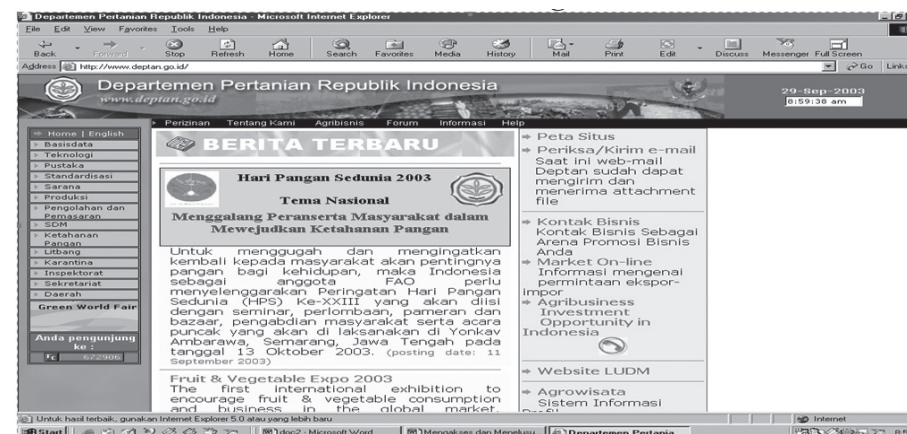 Departemen Pertanian Republik Indonesia - Microsoft Internet Explorer
File Edit View Favorites Tools Help
Back Forward Stop Refresh Home Search Favorites Media History Mail Print Edit Discuss Messenger Full Screen
Address http://www.deptan.go.id/ Go Links
Departemen Pertanian Republik Indonesia
www.deptan.go.id
29-Sep-2003
8:59:38 am
Perizinan Tentang Kami Agribisnis Forum Informasi Help
Home | English
Basisdata
Teknologi
Pustaka
Standardisasi
Sarana
Produksi
Pengolahan dan
Pemasaran
SDM
Ketahanan
Pangan
Litbang
Karantina
Inspektorat
Sekretariat
Daerah
Green World Fair
Anda pengunjung
ke :
672906
BERITA TERBARU
Hari Pangan Sedunia 2003
Tema Nasional
Menggalang Peranserta Masyarakat dalam
Mewejudkan Ketahanan Pangan
Untuk menggugah dan mengingatkan
kembali kepada masyarakat akan pentingnya
pangan bagi kehidupan, maka Indonesia
sebagai anggota FAO perlu
menyelenggarakan Peringatan Hari Pangan
Sedunia (HPS) Ke-XXIII yang akan diisi
dengan seminar, perlombaan, pameran dan
bazaar, pengabdian masyarakat serta acara
puncak yang akan di laksanakan di Yonkav
Ambarawa, Semarang, Jawa Tengah pada
tanggal 13 Oktober 2003. (posting date: 11
September 2003)
Fruit & Vegetable Expo 2003
The first international exhibition to
encourage fruit & vegetable consumption
and business in the global market.
Peta Situs
Periksa/Kirim e-mail
Saat ini web-mail
Deptan sudah dapat
mengirim dan
menerima attachment
file
Kontak Bisnis
Kontak Bisnis Sebagai
Arena Promosi Bisnis
Anda
Market On-line
Informasi mengenai
permintaan ekspor-
impor
Agribusiness
Investment
Opportunity in
Indonesia
Website LUDM
Agrowisata
Sistem Informasi
Untuk hasil terbaik, gunakan Internet Explorer 5.0 atau yang lebih baru
Internet
Start doc2 - Microsoft Word Mengakses dan Menelusu Departemen Pertania